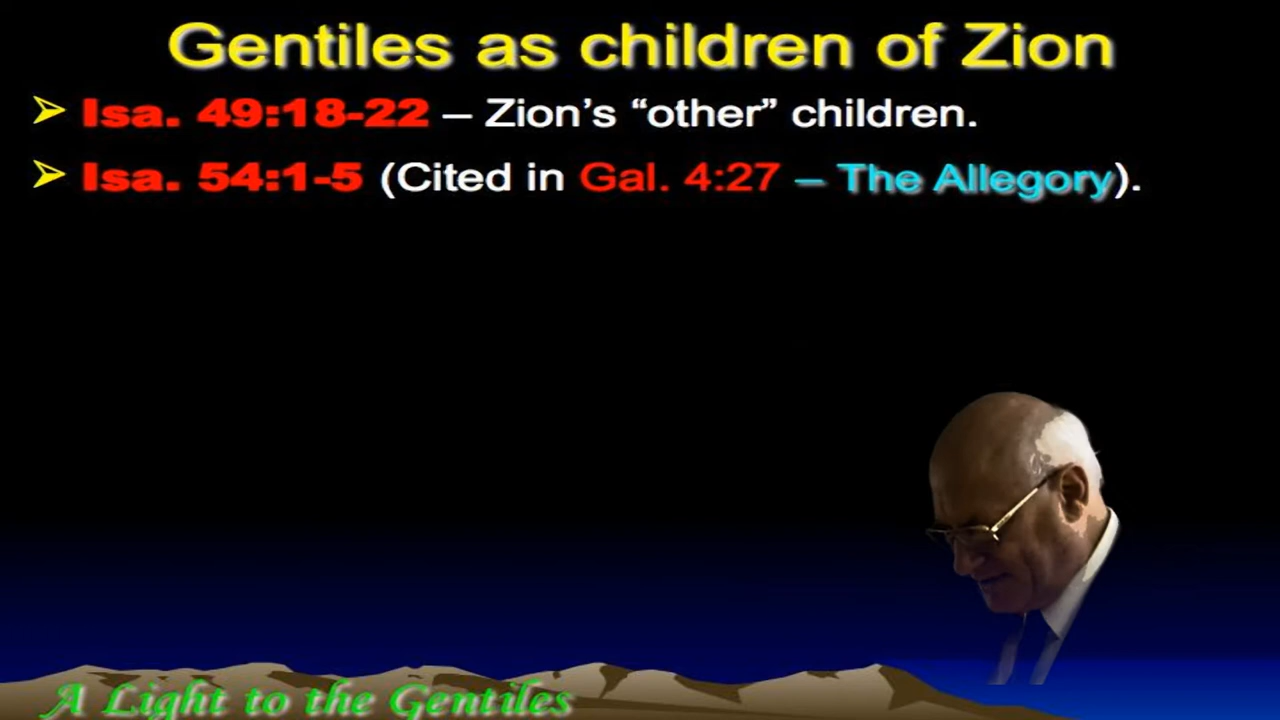 Gentiles as children of Zion
➢ Isa. 49:18-22 – Zion’s “other” children.
➢ Isa. 54:1-5 (Cited in Gal. 4:27 – The Allegory).
A Light to the Gentiles